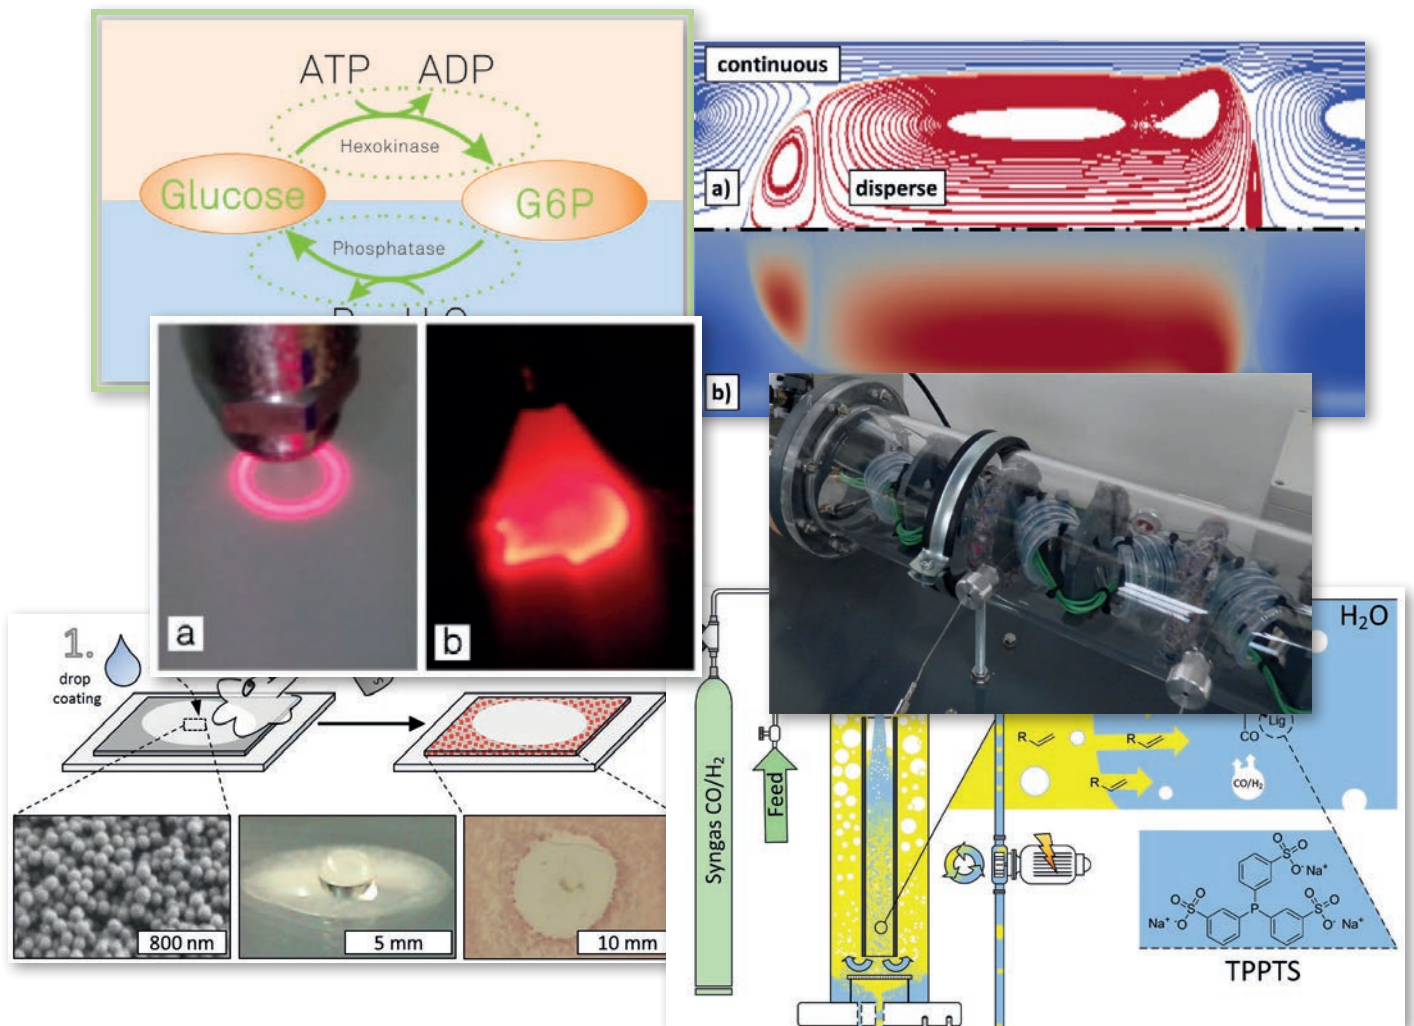 ATP ADP
Hexokinase
Glucose
G6P
Phosphatase
continuous
a)
disperse
b)
a
b
1.
drop
coating
800 nm
5 mm
10 mm
Syngas CO/H₂
Feed
H₂O
R
R
R
CO
Lig
CO/H₂
O
O
S
O⁻ Na⁺
O
O
S
Na⁺ ⁻O
P
O
O
S
O⁻ Na⁺
TPPTS